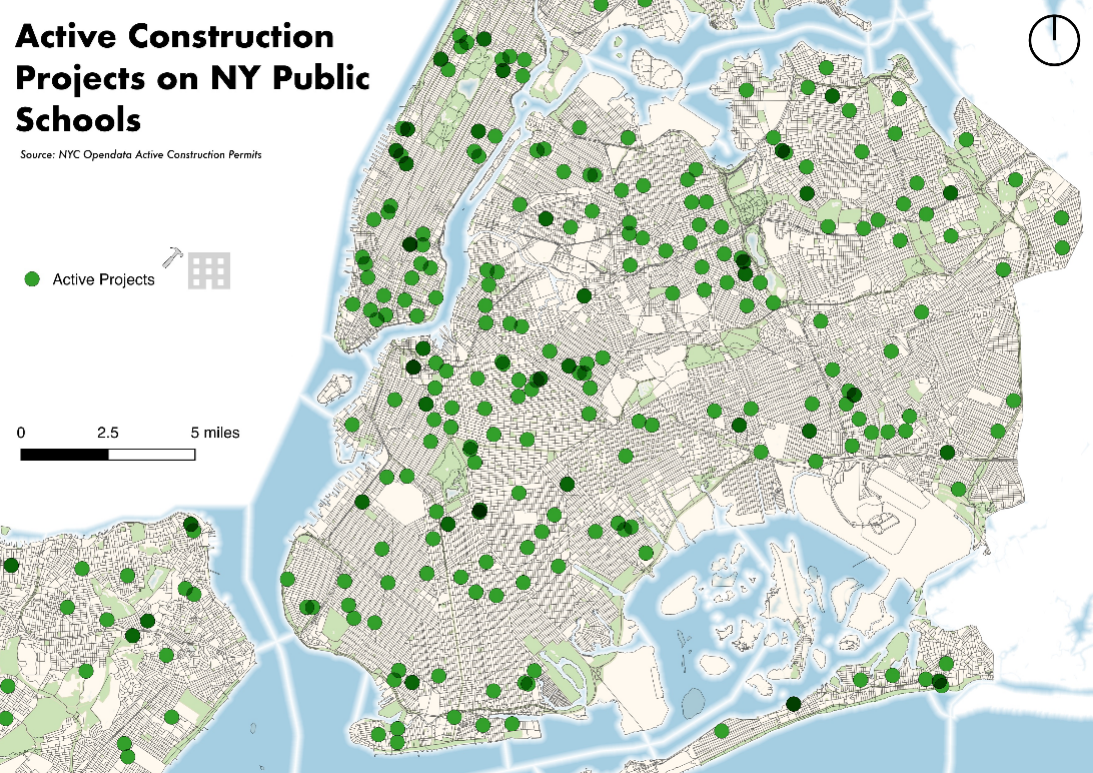 Active Construction
Projects on NY Public
Schools
Source: NYC Opendata Active Construction Permits
Active Projects
0 2.5 5 miles